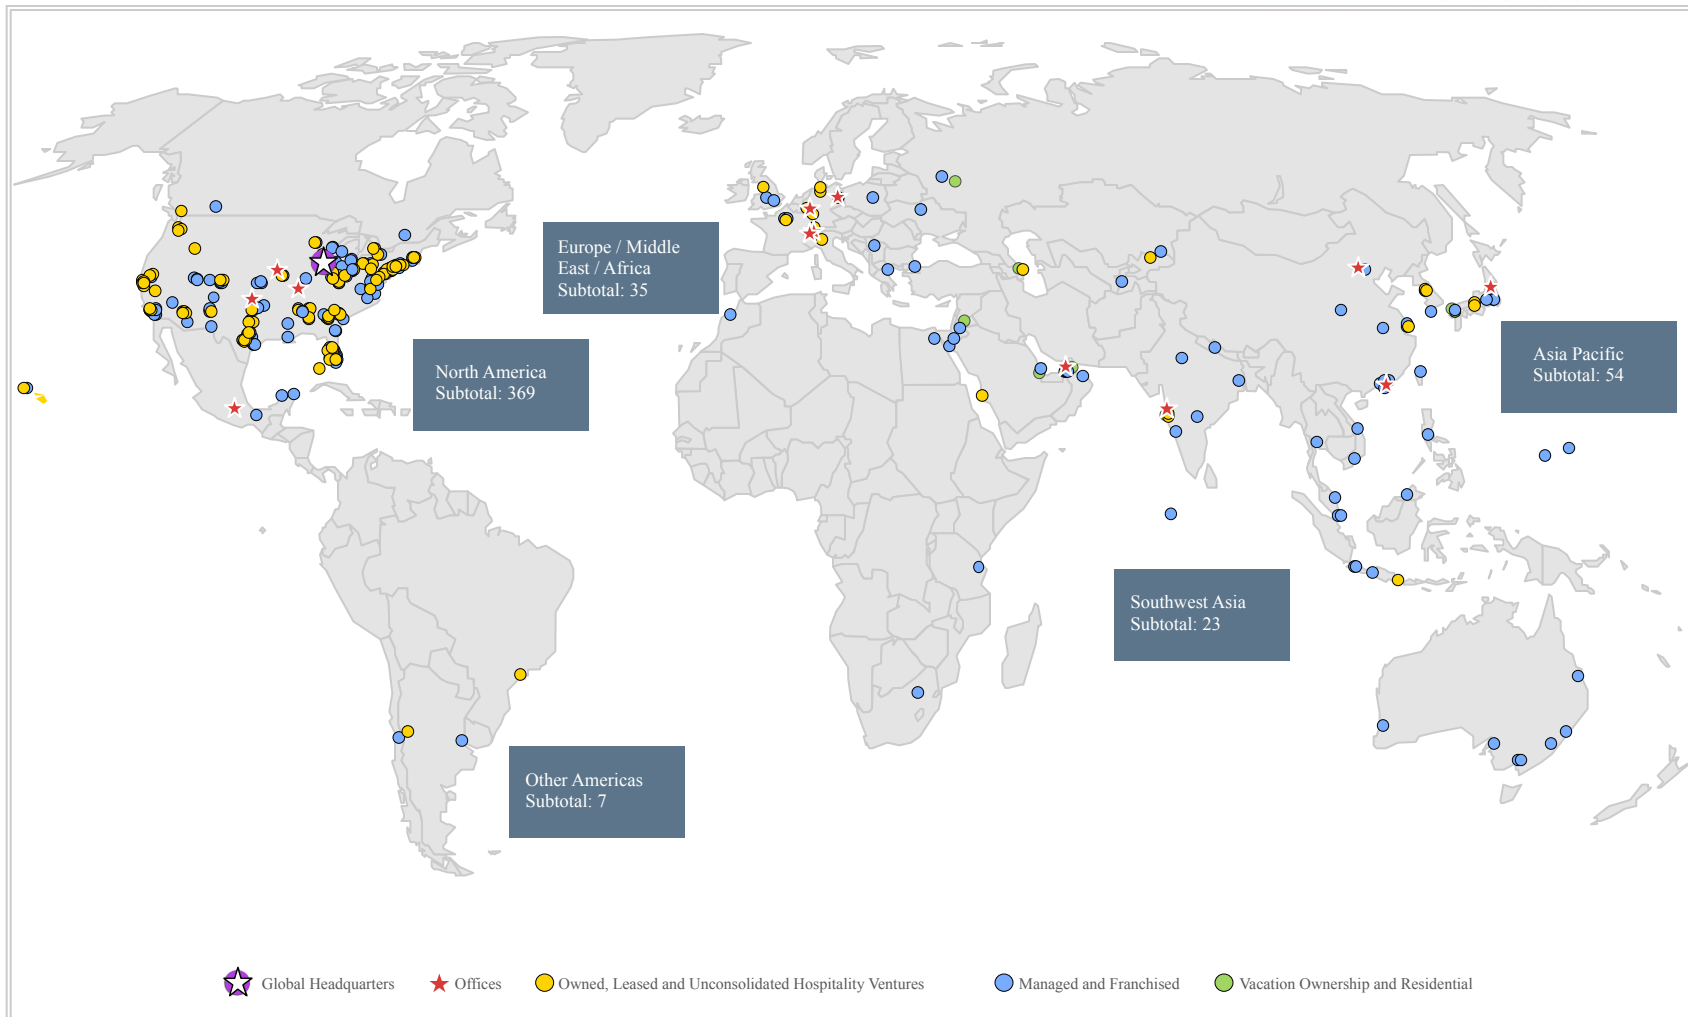 Europe / Middle
East / Africa
Subtotal: 35
North America
Subtotal: 369
Asia Pacific
Subtotal: 54
Southwest Asia
Subtotal: 23
Other Americas
Subtotal: 7
Global Headquarters
Offices
Owned, Leased and Unconsolidated Hospitality Ventures
Managed and Franchised
Vacation Ownership and Residential